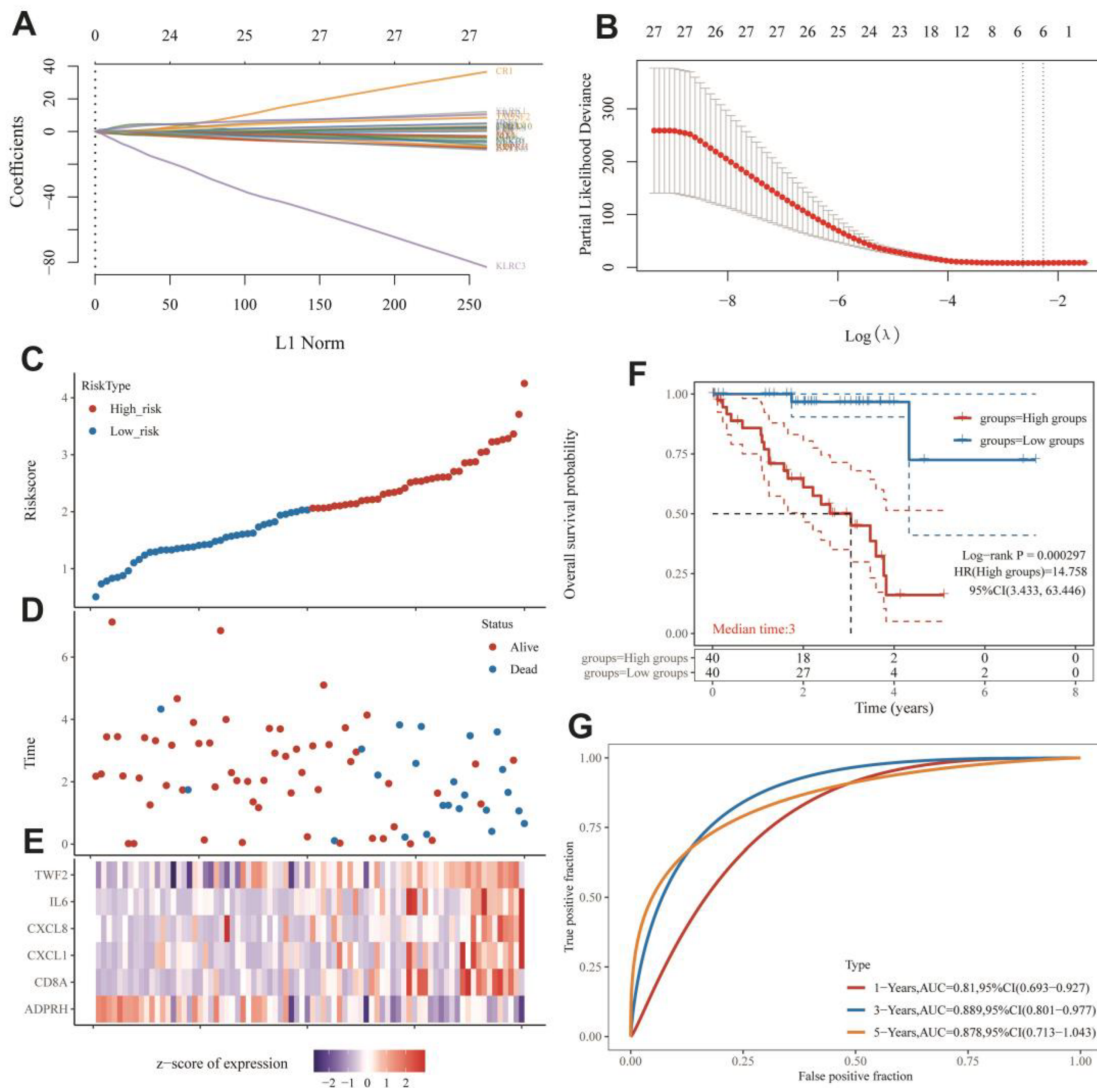 A
0 24 25 27 27 27
Coefficients
40
20
0
−40
−80
CR1
KLRC3
0 50 100 150 200 250
L1 Norm
B
27 27 26 27 27 26 25 24 23 18 12 8 6 6 1
Partial Likelihood Deviance
300
200
100
0
−8 −6 −4 −2
Log (λ)
C
RiskType
High_risk
Low_risk
Riskscore
4
3
2
1
D
Status
Alive
Dead
Time
6
4
2
0
E
TWF2
IL6
CXCL8
CXCL1
CD8A
ADPRH
z−score of expression
−2 −1 0 1 2
F
Overall survival probability
1.00
0.75
0.50
0.25
0.00
groups=High groups
groups=Low groups
Log−rank P = 0.000297
HR(High groups)=14.758
95%CI(3.433, 63.446)
Median time:3
groups=High groups 40 18 2 0 0
groups=Low groups 40 27 4 2 0
0 2 4 6 8
Time (years)
G
True positive fraction
1.00
0.75
0.50
0.25
0.00
Type
1−Years,AUC=0.81,95%CI(0.693−0.927)
3−Years,AUC=0.889,95%CI(0.801−0.977)
5−Years,AUC=0.878,95%CI(0.713−1.043)
0.00 0.25 0.50 0.75 1.00
False positive fraction